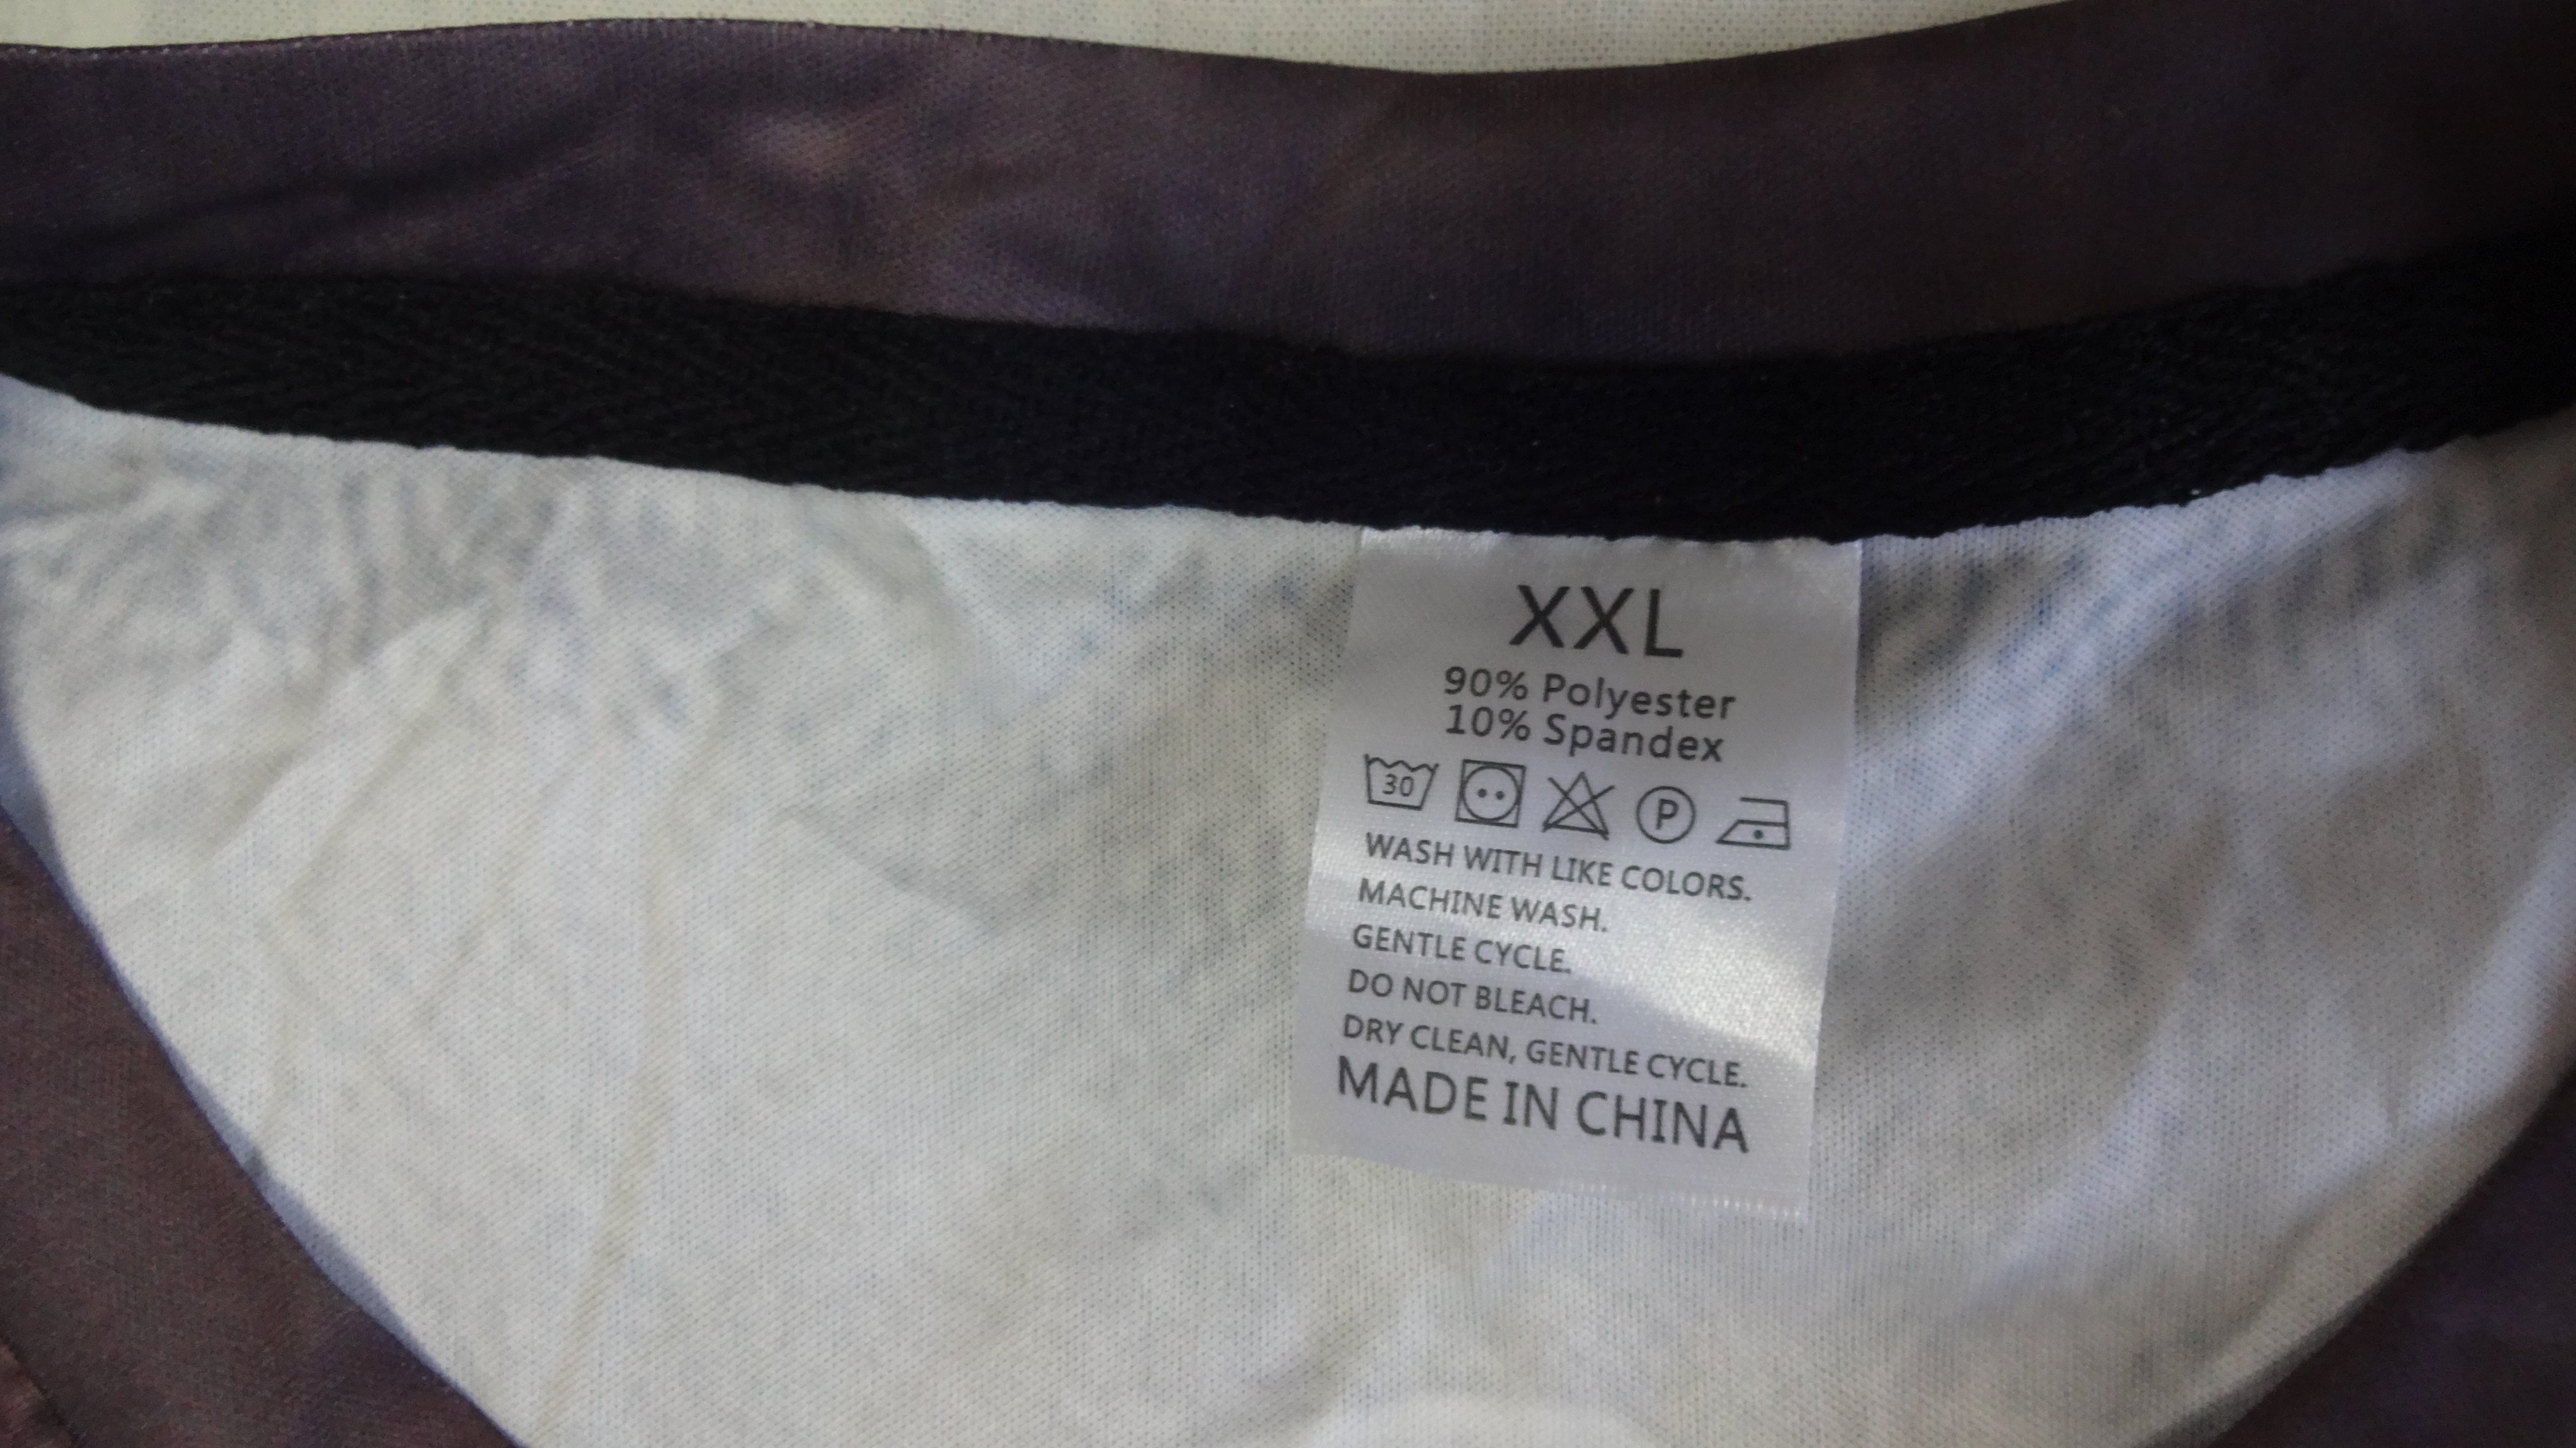 XXL
90% Polyester
10% Spandex
30 P
WASH WITH LIKE COLORS.
MACHINE WASH.
GENTLE CYCLE.
DO NOT BLEACH.
DRY CLEAN, GENTLE CYCLE.
MADE IN CHINA